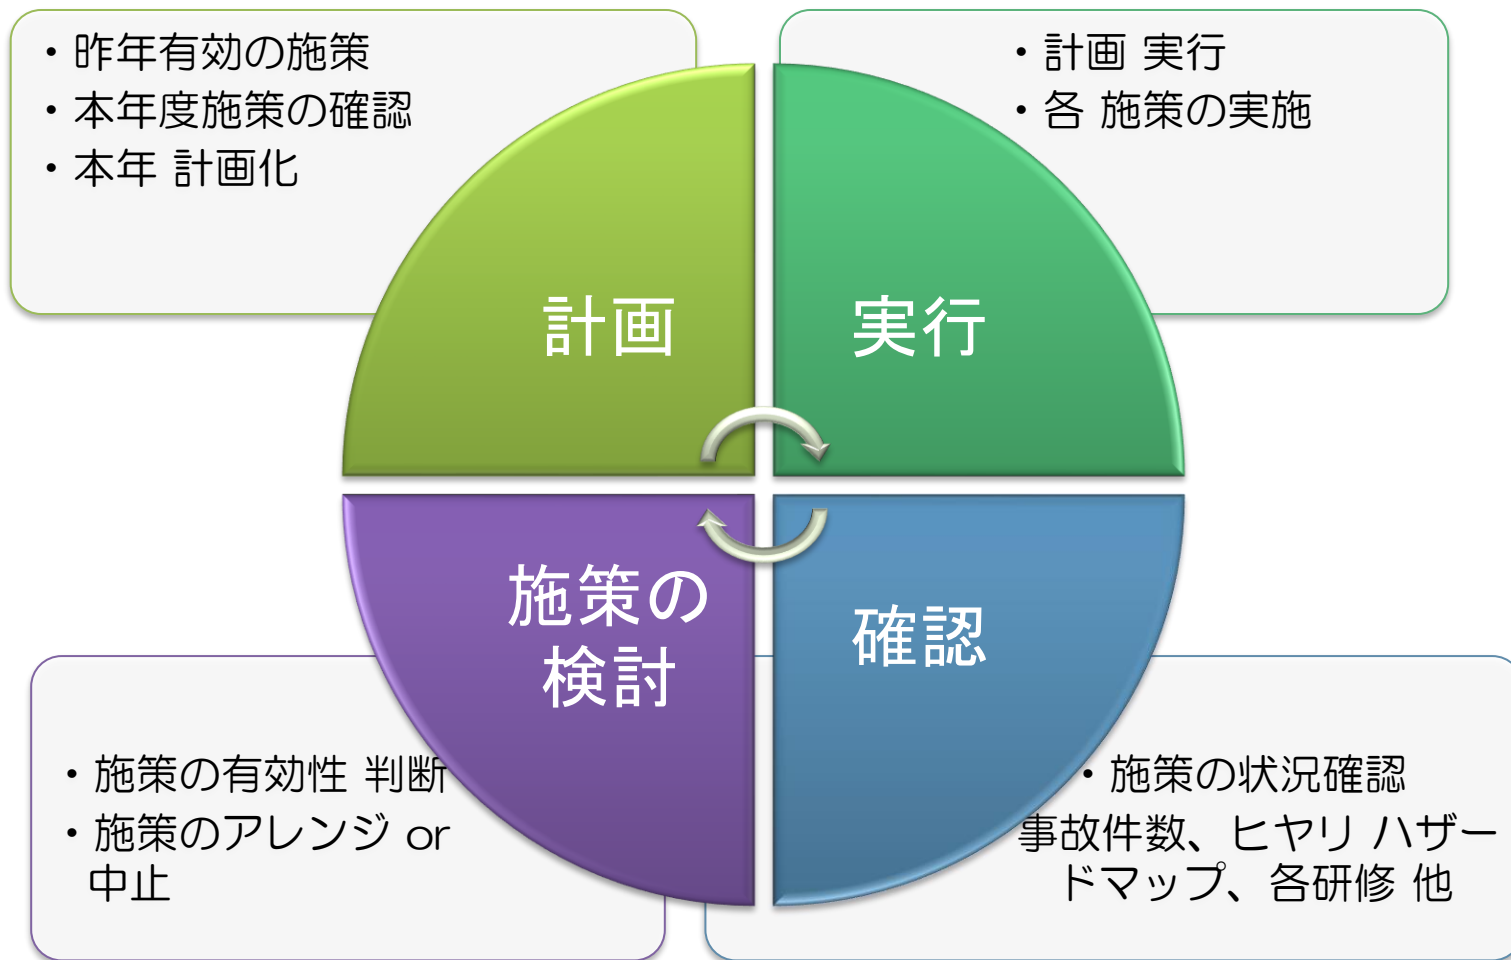 ・昨年有効の施策
・本年度施策の確認
・本年 計画化
・計画 実行
・各 施策の実施
計画
実行
施策の
検討
確認
・施策の有効性 判断
・施策のアレンジ or
中止
・施策の状況確認
事故件数、ヒヤリ ハザー
ドマップ、各研修 他